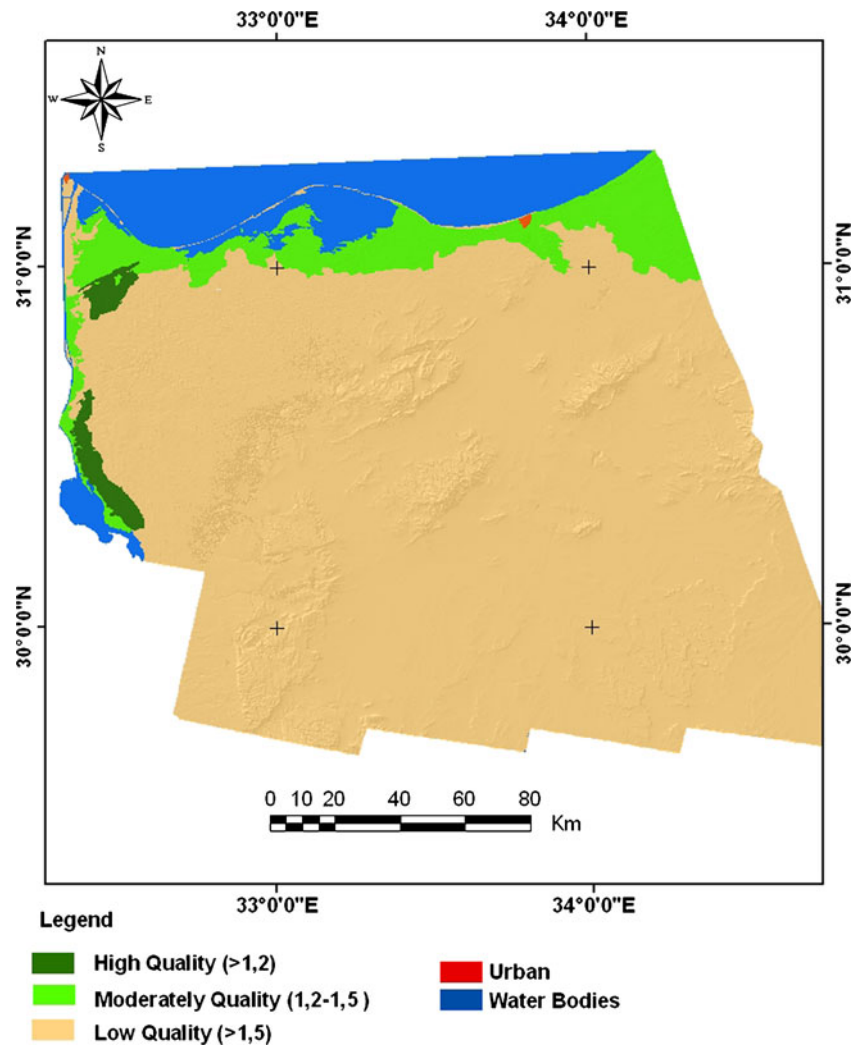 33°0'0"E 34°0'0"E
N
W E
S
31°0'0"N 31°0'0"N
30°0'0"N 30°0'0"N
0 10 20 40 60 80
Km
33°0'0"E 34°0'0"E
Legend
High Quality (>1,2)
Moderately Quality (1,2-1,5 )
Low Quality (>1,5)
Urban
Water Bodies